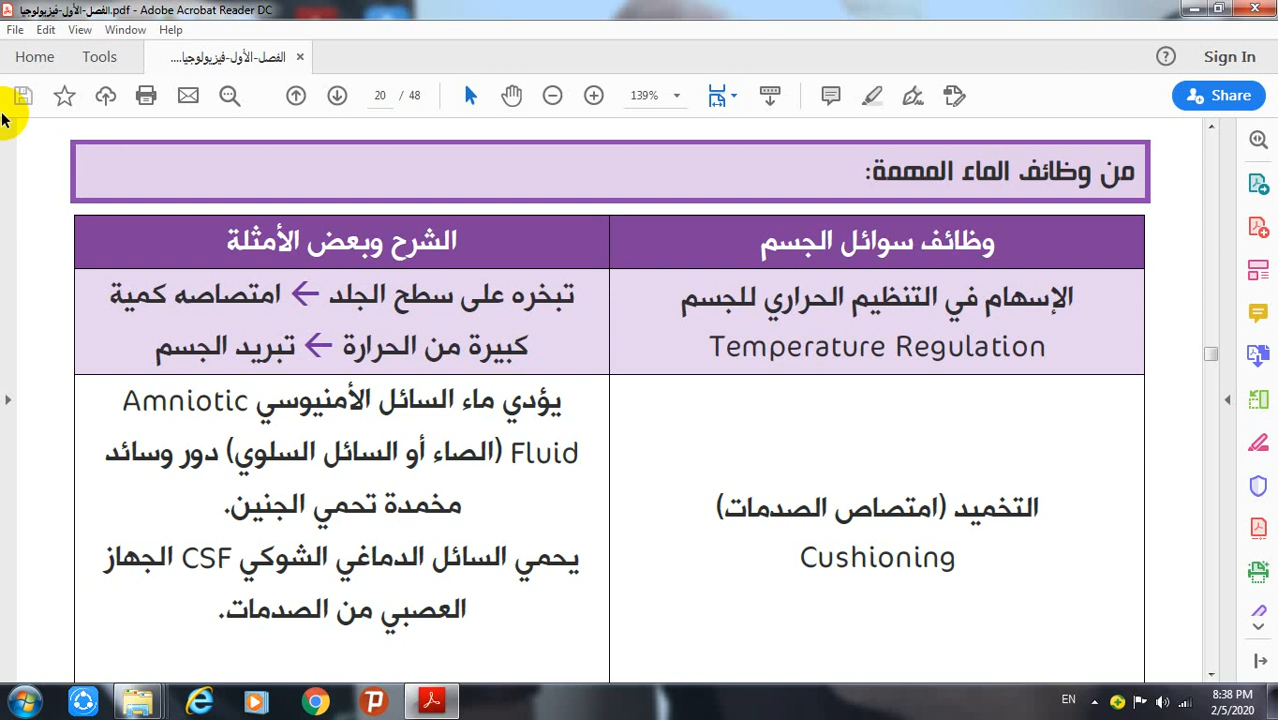 الفصل-الأول-فيزيولوجيا.pdf - Adobe Acrobat Reader DC
File Edit View Window Help
Home Tools الفصل-الأول-فيزيولوجيا.... × Sign In
20 / 48 139% Share
من وظائف الماء المهمة:
وظائف سوائل الجسم
الشرح وبعض الأمثلة
الإسهام في التنظيم الحراري للجسم
Temperature Regulation
تبخره على سطح الجلد ← امتصاصه كمية
كبيرة من الحرارة ← تبريد الجسم
التخميد (امتصاص الصدمات)
Cushioning
يؤدي ماء السائل الأمنيوسي Amniotic
Fluid (الصاء أو السائل السلوي) دور وسائد
مخمدة تحمي الجنين.
يحمي السائل الدماغي الشوكي CSF الجهاز
العصبي من الصدمات.
EN 8:38 PM
2/5/2020